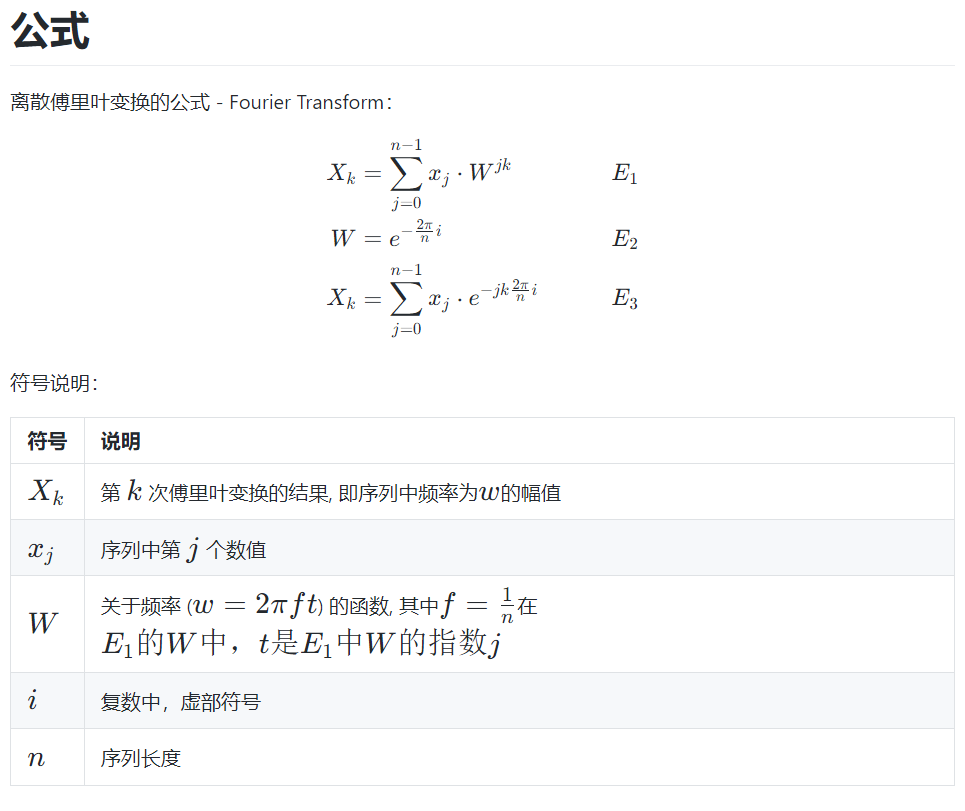 公式
离散傅里叶变换的公式 - Fourier Transform：
$X_k = \sum_{j=0}^{n-1} x_j \cdot W^{jk}$ $E_1$
$W = e^{-\frac{2\pi}{n}i}$ $E_2$
$X_k = \sum_{j=0}^{n-1} x_j \cdot e^{-jk\frac{2\pi}{n}i}$ $E_3$
符号说明：
符号 说明
$X_k$ 第 $k$ 次傅里叶变换的结果, 即序列中频率为$w$的幅值
$x_j$ 序列中第 $j$ 个数值
$W$ 关于频率 ($w = 2\pi ft$) 的函数, 其中$f = \frac{1}{n}$在
$E_1$的$W$中，$t$是$E_1$中$W$的指数$j$
$i$ 复数中，虚部符号
$n$ 序列长度